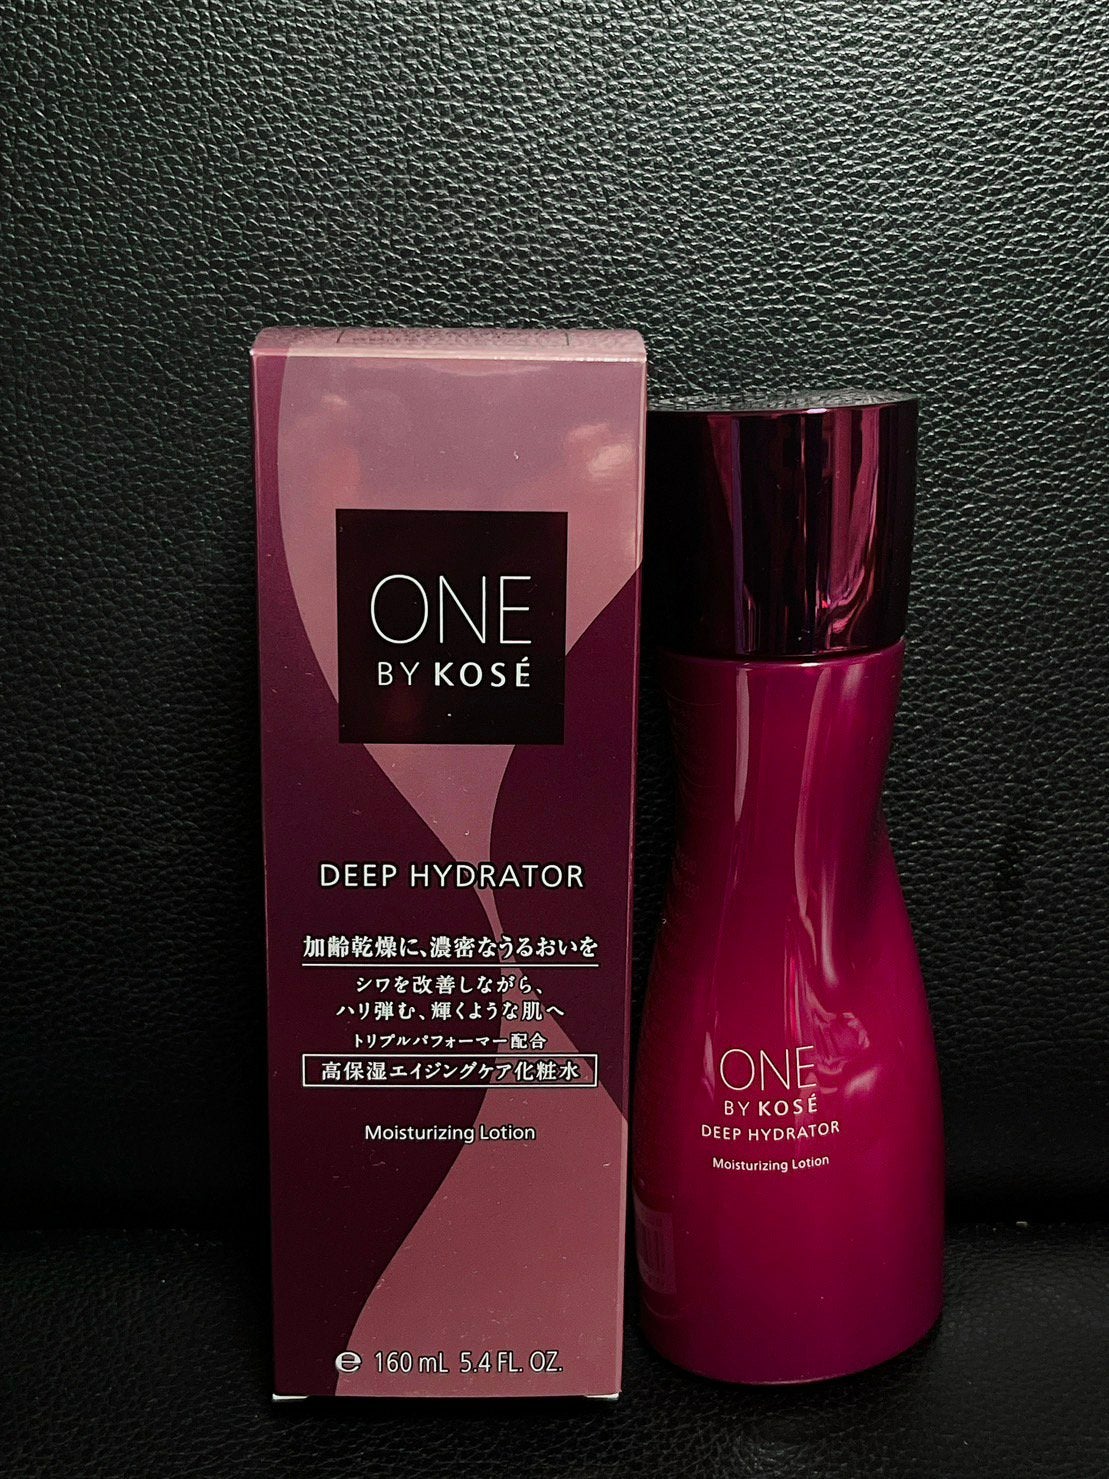 ONE
BY KOSÉ
DEEP HYDRATOR
加齢乾燥に、濃密なうるおいを
シワを改善しながら、
ハリ弾む、輝くような肌へ
トリプルパフォーマー配合
高保湿エイジングケア化粧水
Moisturizing Lotion
℮ 160 mL 5.4 FL. OZ.
ONE
BY KOSÉ
DEEP HYDRATOR
Moisturizing Lotion